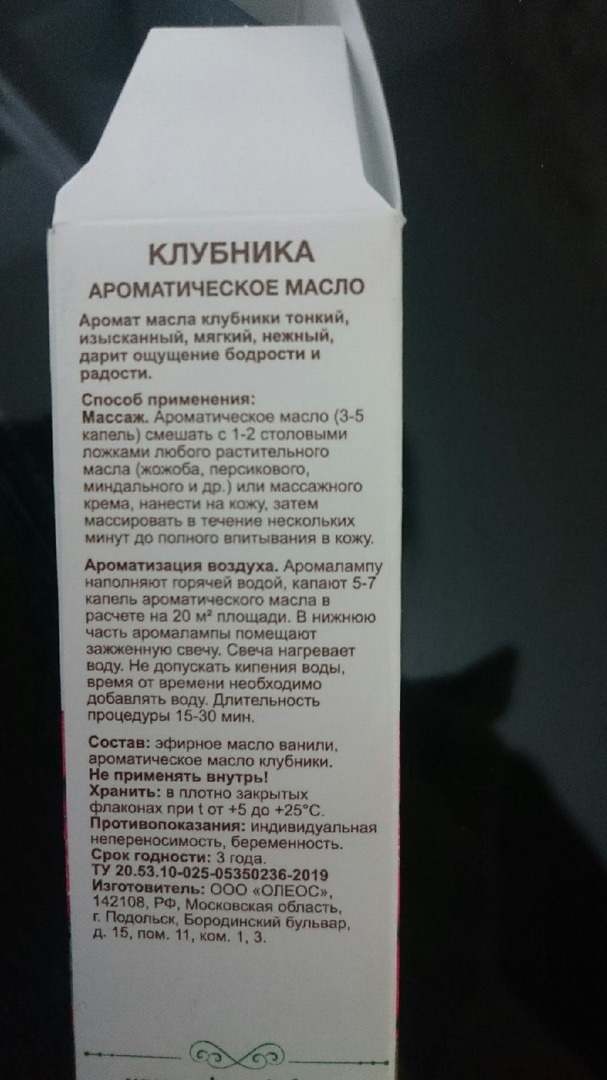 КЛУБНИКА
АРОМАТИЧЕСКОЕ МАСЛО
Аромат масла клубники тонкий,
изысканный, мягкий, нежный,
дарит ощущение бодрости и
радости.
Способ применения:
Массаж. Ароматическое масло (3-5
капель) смешать с 1-2 столовыми
ложками любого растительного
масла (жожоба, персикового,
миндального и др.) или массажного
крема, нанести на кожу, затем
массировать в течение нескольких
минут до полного впитывания в кожу.
Ароматизация воздуха. Аромалампу
наполняют горячей водой, капают 5-7
капель ароматического масла в
расчете на 20 м² площади. В нижнюю
часть аромалампы помещают
зажженную свечу. Свеча нагревает
воду. Не допускать кипения воды,
время от времени необходимо
добавлять воду. Длительность
процедуры 15-30 мин.
Состав: эфирное масло ванили,
ароматическое масло клубники.
Не применять внутрь!
Хранить: в плотно закрытых
флаконах при t от +5 до +25°С.
Противопоказания: индивидуальная
непереносимость, беременность.
Срок годности: 3 года.
ТУ 20.53.10-025-05350236-2019
Изготовитель: ООО «ОЛЕОС»,
142108, РФ, Московская область,
г. Подольск, Бородинский бульвар,
д. 15, пом. 11, ком. 1, 3.